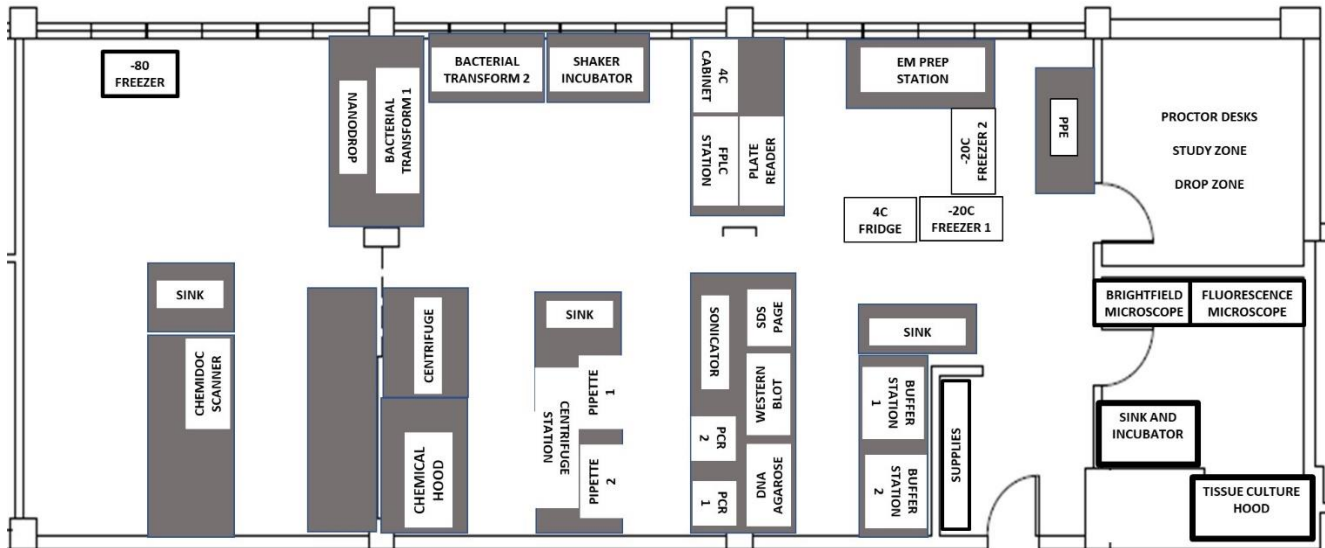 -80
FREEZER
NANODROP
BACTERIAL
TRANSFORM 1
BACTERIAL
TRANSFORM 2
SHAKER
INCUBATOR
4C
CABINET
FPLC
STATION
PLATE
READER
EM PREP
STATION
-20C
FREEZER 2
4C
FRIDGE
-20C
FREEZER 1
PPE
PROCTOR DESKS
STUDY ZONE
DROP ZONE
SINK
CHEMIDOC
SCANNER
CENTRIFUGE
CHEMICAL
HOOD
SINK
CENTRIFUGE
STATION
PIPETTE
1
PIPETTE
2
SONICATOR
PCR
2
PCR
1
SDS
PAGE
WESTERN
BLOT
DNA
AGAROSE
SINK
BUFFER
STATION
1
BUFFER
STATION
2
SUPPLIES
BRIGHTFIELD
MICROSCOPE
FLUORESCENCE
MICROSCOPE
SINK AND
INCUBATOR
TISSUE CULTURE
HOOD